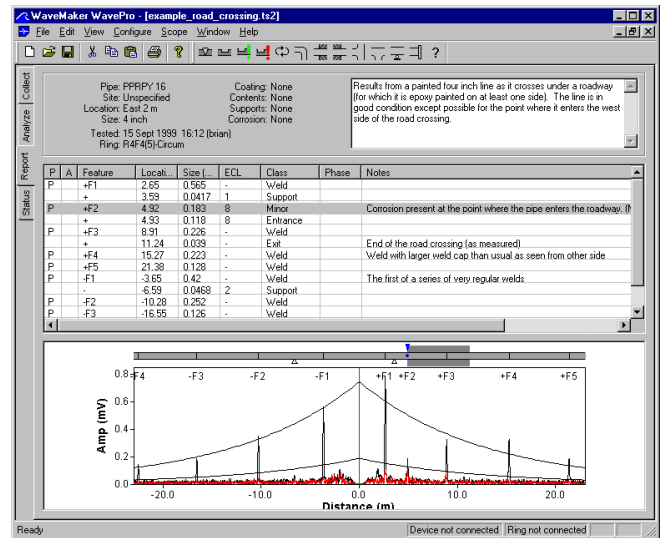 WaveMaker WavePro - [example_road_crossing.ts2]
File Edit View Configure Scope Window Help
Collect
Analyze
Report
Status
Pipe: PPRPY 16
Site: Unspecified
Location: East 2 m
Size: 4 inch
Tested: 15 Sept 1999 16:12 (brian)
Ring: R4F4(5)-Circum
Coating: None
Contents: None
Supports: None
Corrosion: None
Results from a painted four inch line as it crosses under a roadway
(for which it is epoxy painted on at least one side). The line is in
good condition except possible for the point where it enters the west
side of the road crossing.
P A Feature Locati... Size (... ECL Class Phase Notes
P +F1 2.65 0.565 - Weld
+ 3.59 0.0417 1 Support
P +F2 4.92 0.183 8 Minor Corrosion present at the point where the pipe enters the roadway.
+ 4.93 0.118 8 Entrance
P +F3 8.91 0.226 - Weld
+ 11.24 0.039 - Exit End of the road crossing (as measured)
P +F4 15.27 0.223 - Weld Weld with larger weld cap than usual as seen from other side
P +F5 21.38 0.128 - Weld
P -F1 -3.65 0.42 - Weld The first of a series of very regular welds
- -6.59 0.0468 2 Support
P -F2 -10.28 0.252 - Weld
P -F3 -16.55 0.126 - Weld
-F4 -F3 -F2 -F1 +F1 +F2 +F3 +F4 +F5
Amp (mV)
0.8
0.6
0.4
0.2
0.0
-20.0 -10.0 0.0 10.0 20.0
Distance (m)
Ready
Device not connected Ring not connected